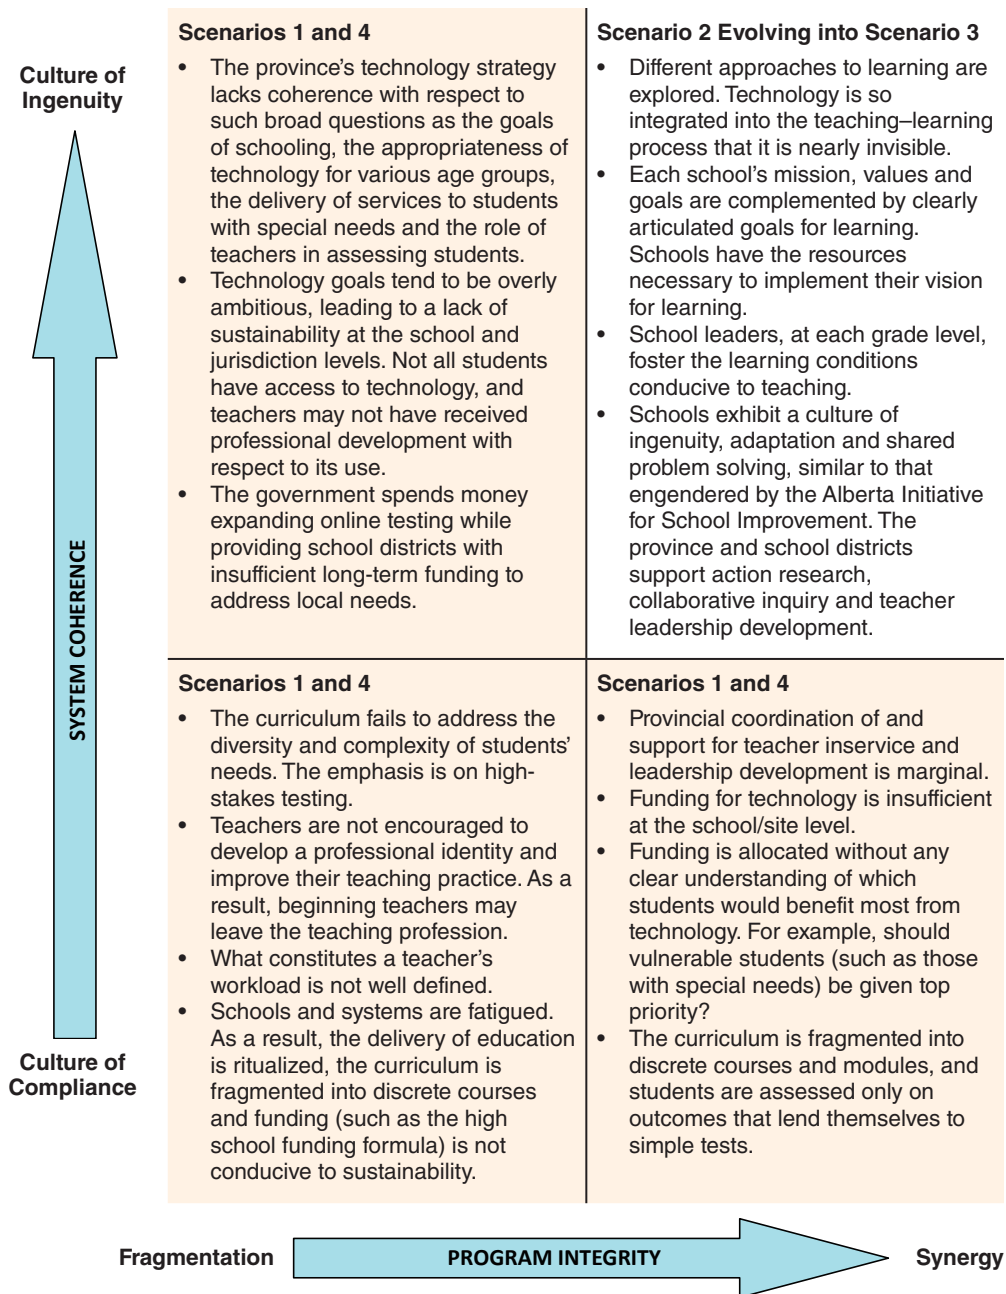 Culture of
Ingenuity
SYSTEM COHERENCE
Culture of
Compliance
Scenarios 1 and 4
• The province's technology strategy
lacks coherence with respect to
such broad questions as the goals
of schooling, the appropriateness of
technology for various age groups,
the delivery of services to students
with special needs and the role of
teachers in assessing students.
• Technology goals tend to be overly
ambitious, leading to a lack of
sustainability at the school and
jurisdiction levels. Not all students
have access to technology, and
teachers may not have received
professional development with
respect to its use.
• The government spends money
expanding online testing while
providing school districts with
insufficient long-term funding to
address local needs.
Scenario 2 Evolving into Scenario 3
• Different approaches to learning are
explored. Technology is so
integrated into the teaching–learning
process that it is nearly invisible.
• Each school's mission, values and
goals are complemented by clearly
articulated goals for learning.
Schools have the resources
necessary to implement their vision
for learning.
• School leaders, at each grade level,
foster the learning conditions
conducive to teaching.
• Schools exhibit a culture of
ingenuity, adaptation and shared
problem solving, similar to that
engendered by the Alberta Initiative
for School Improvement. The
province and school districts
support action research,
collaborative inquiry and teacher
leadership development.
Scenarios 1 and 4
• The curriculum fails to address the
diversity and complexity of students'
needs. The emphasis is on high-
stakes testing.
• Teachers are not encouraged to
develop a professional identity and
improve their teaching practice. As a
result, beginning teachers may
leave the teaching profession.
• What constitutes a teacher's
workload is not well defined.
• Schools and systems are fatigued.
As a result, the delivery of education
is ritualized, the curriculum is
fragmented into discrete courses
and funding (such as the high
school funding formula) is not
conducive to sustainability.
Scenarios 1 and 4
• Provincial coordination of and
support for teacher inservice and
leadership development is marginal.
• Funding for technology is insufficient
at the school/site level.
• Funding is allocated without any
clear understanding of which
students would benefit most from
technology. For example, should
vulnerable students (such as those
with special needs) be given top
priority?
• The curriculum is fragmented into
discrete courses and modules, and
students are assessed only on
outcomes that lend themselves to
simple tests.
Fragmentation
PROGRAM INTEGRITY
Synergy